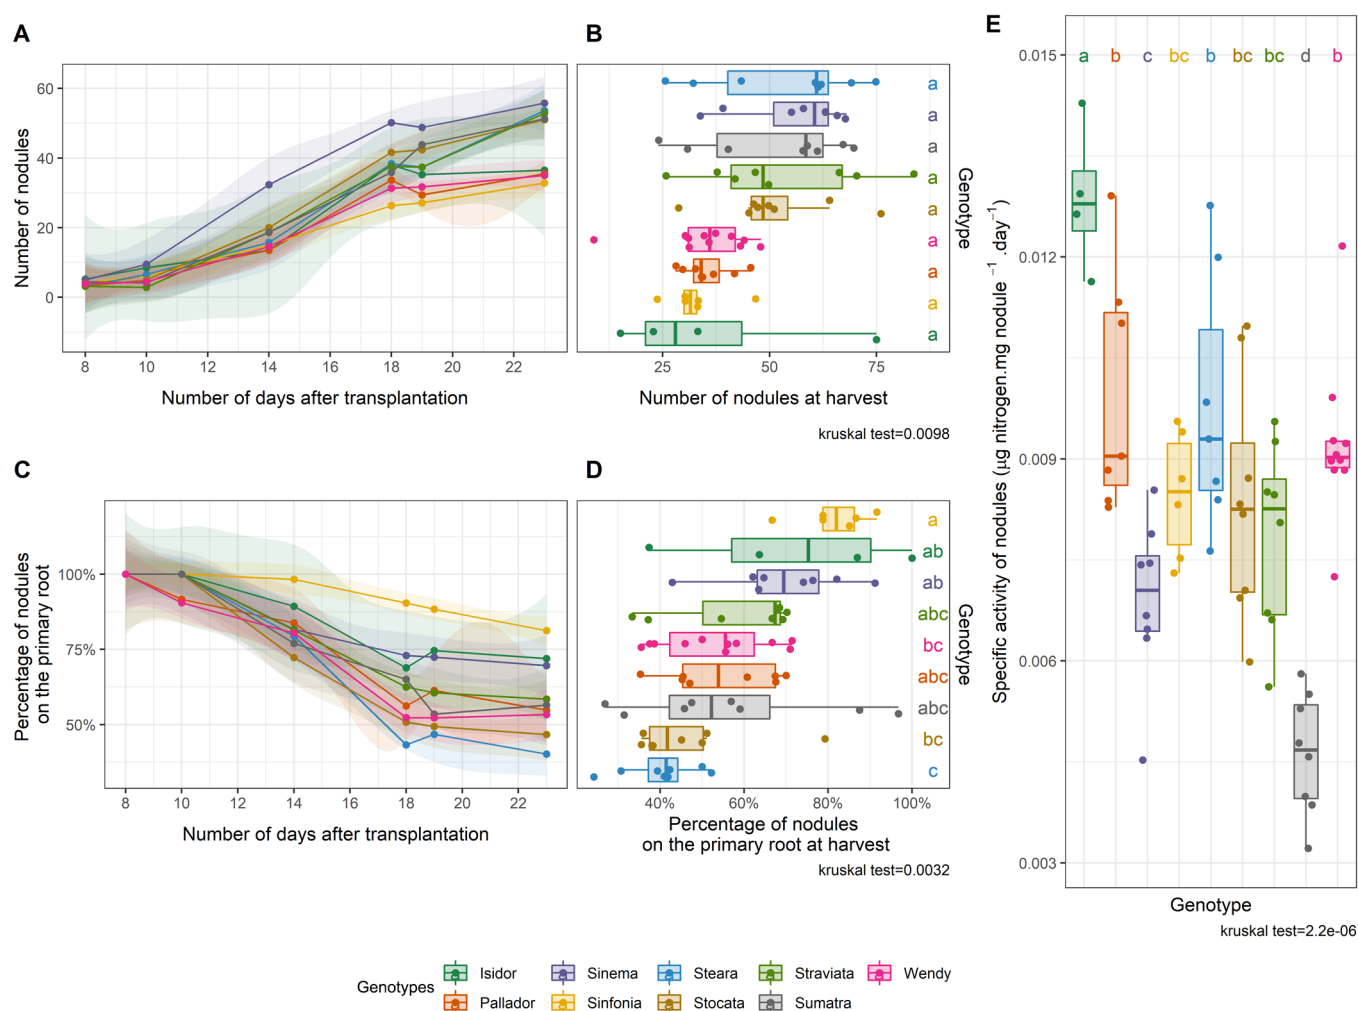 A
Number of nodules
60
40
20
0
8
10
12
14
16
18
20
22
Number of days after transplantation
B
a
a
a
a
a
a
a
a
a
Genotype
25
50
75
Number of nodules at harvest
kruskal test=0.0098
C
Percentage of nodules
on the primary root
100%
75%
50%
8
10
12
14
16
18
20
22
Number of days after transplantation
D
a
ab
ab
abc
bc
abc
abc
bc
c
Genotype
40%
60%
80%
100%
Percentage of nodules
on the primary root at harvest
kruskal test=0.0032
E
Specific activity of nodules (µg nitrogen.mg nodule⁻¹.day⁻¹)
0.015
0.012
0.009
0.006
0.003
a b c bc b bc bc d b
Genotype
kruskal test=2.2e-06
Genotypes
Isidor Sinema Steara Straviata Wendy
Pallador Sinfonia Stocata Sumatra